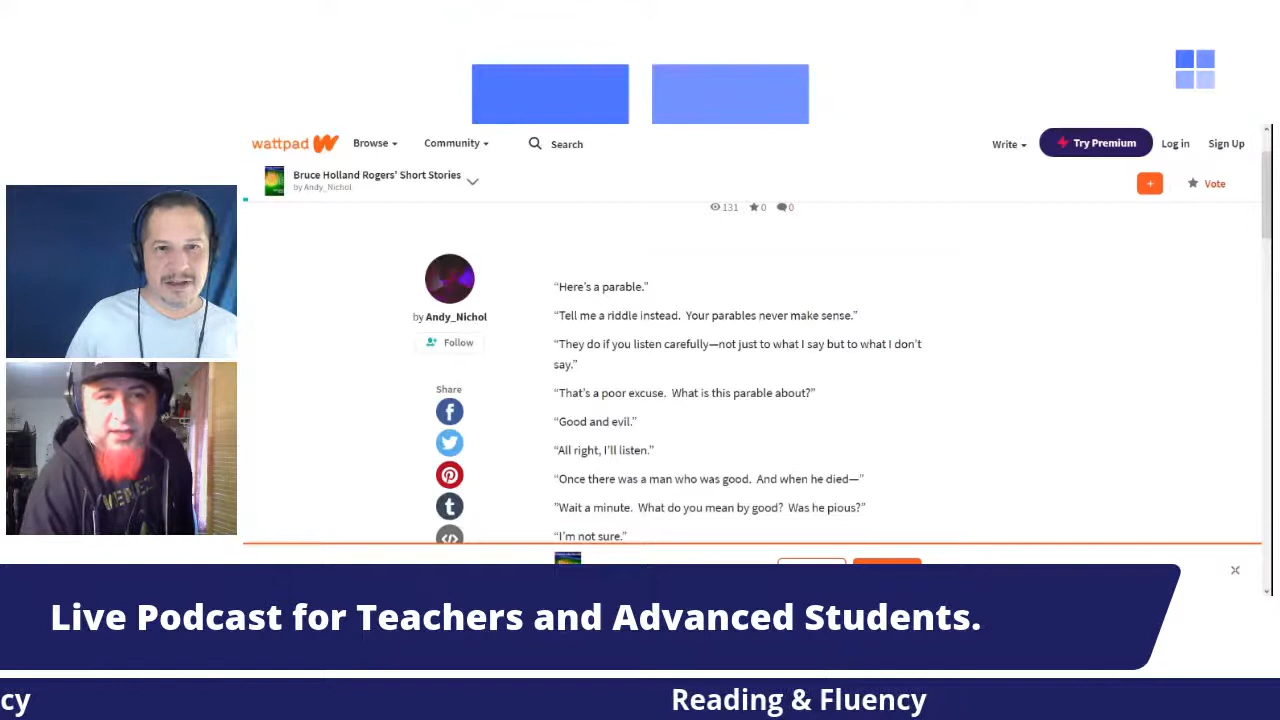 wattpad
Browse
Community
Search
Write
Try Premium
Log in
Sign Up
Bruce Holland Rogers' Short Stories
by Andy_Nichol
+
Vote
131
0
0
by Andy_Nichol
Follow
Share
“Here’s a parable.”
“Tell me a riddle instead. Your parables never make sense.”
“They do if you listen carefully—not just to what I say but to what I don’t
say.”
“That’s a poor excuse. What is this parable about?”
“Good and evil.”
“All right, I’ll listen.”
“Once there was a man who was good. And when he died—”
”Wait a minute. What do you mean by good? Was he pious?”
“I’m not sure.”
Live Podcast for Teachers and Advanced Students.
cy
Reading & Fluency